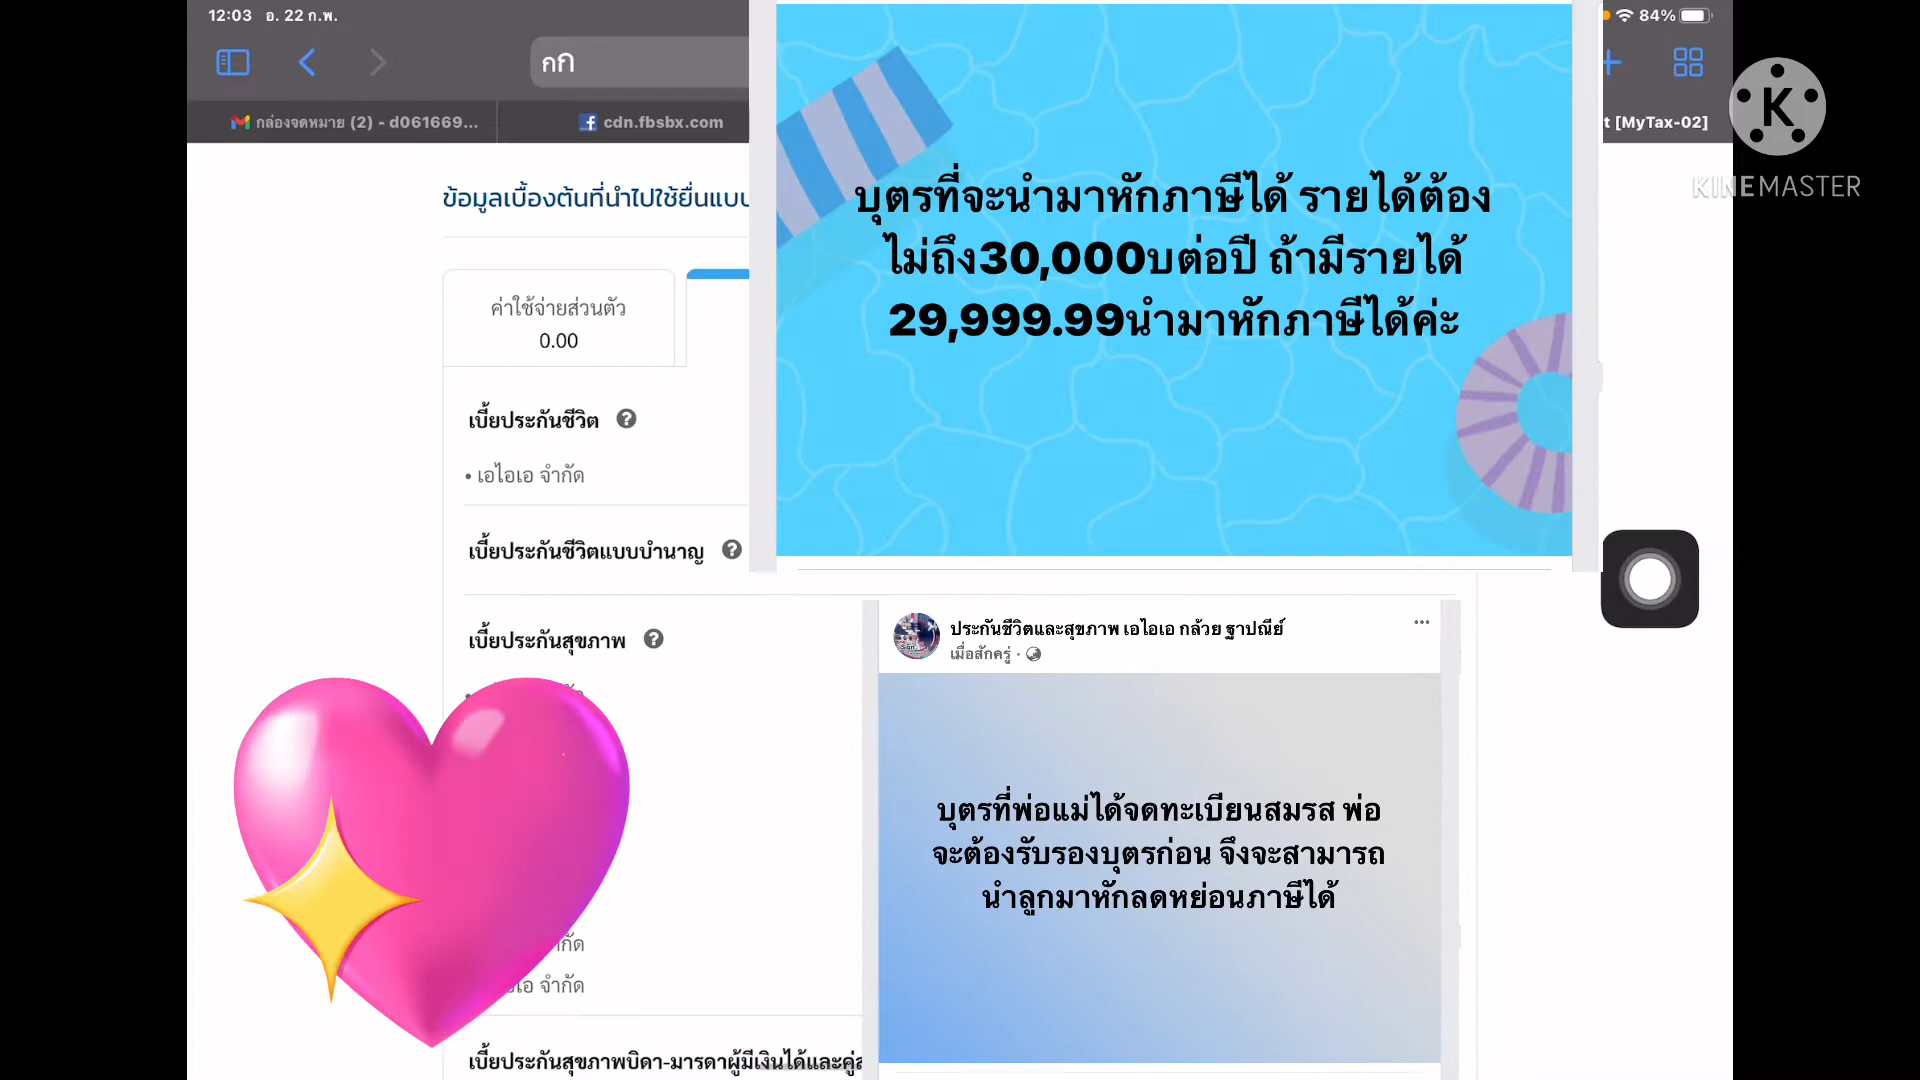 12:03 อ. 22 ก.พ.
84%
กก
กล่องจดหมาย (2) - d061669...
cdn.fbsbx.com
t [MyTax-02]
KINEMASTER
ข้อมูลเบื้องต้นที่นำไปใช้ยื่นแบบ
บุตรที่จะนำมาหักภาษีได้ รายได้ต้อง
ไม่ถึง30,000บต่อปี ถ้ามีรายได้
29,999.99นำมาหักภาษีได้ค่ะ
ค่าใช้จ่ายส่วนตัว
0.00
เบี้ยประกันชีวิต
• เอไอเอ จำกัด
เบี้ยประกันชีวิตแบบบำนาญ
เบี้ยประกันสุขภาพ
ประกันชีวิตและสุขภาพ เอไอเอ กล้วย ฐาปณีย์
เมื่อสักครู่ ·
บุตรที่พ่อแม่ได้จดทะเบียนสมรส พ่อ
จะต้องรับรองบุตรก่อน จึงจะสามารถ
นำลูกมาหักลดหย่อนภาษีได้
จำกัด
เบี้ยประกันสุขภาพบิดา-มารดาผู้มีเงินได้และคู่ส